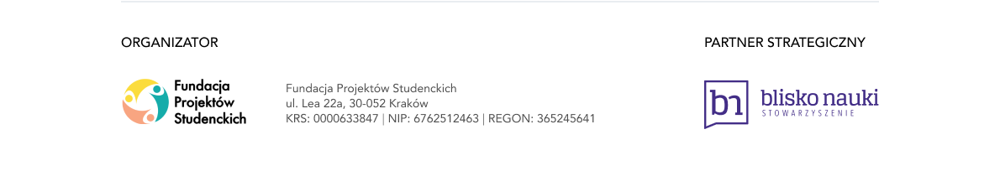 ORGANIZATOR
PARTNER STRATEGICZNY
Fundacja
Projektów
Studenckich
Fundacja Projektów Studenckich
ul. Lea 22a, 30-052 Kraków
KRS: 0000633847 | NIP: 6762512463 | REGON: 365245641
bn
blisko nauki
STOWARZYSZENIE